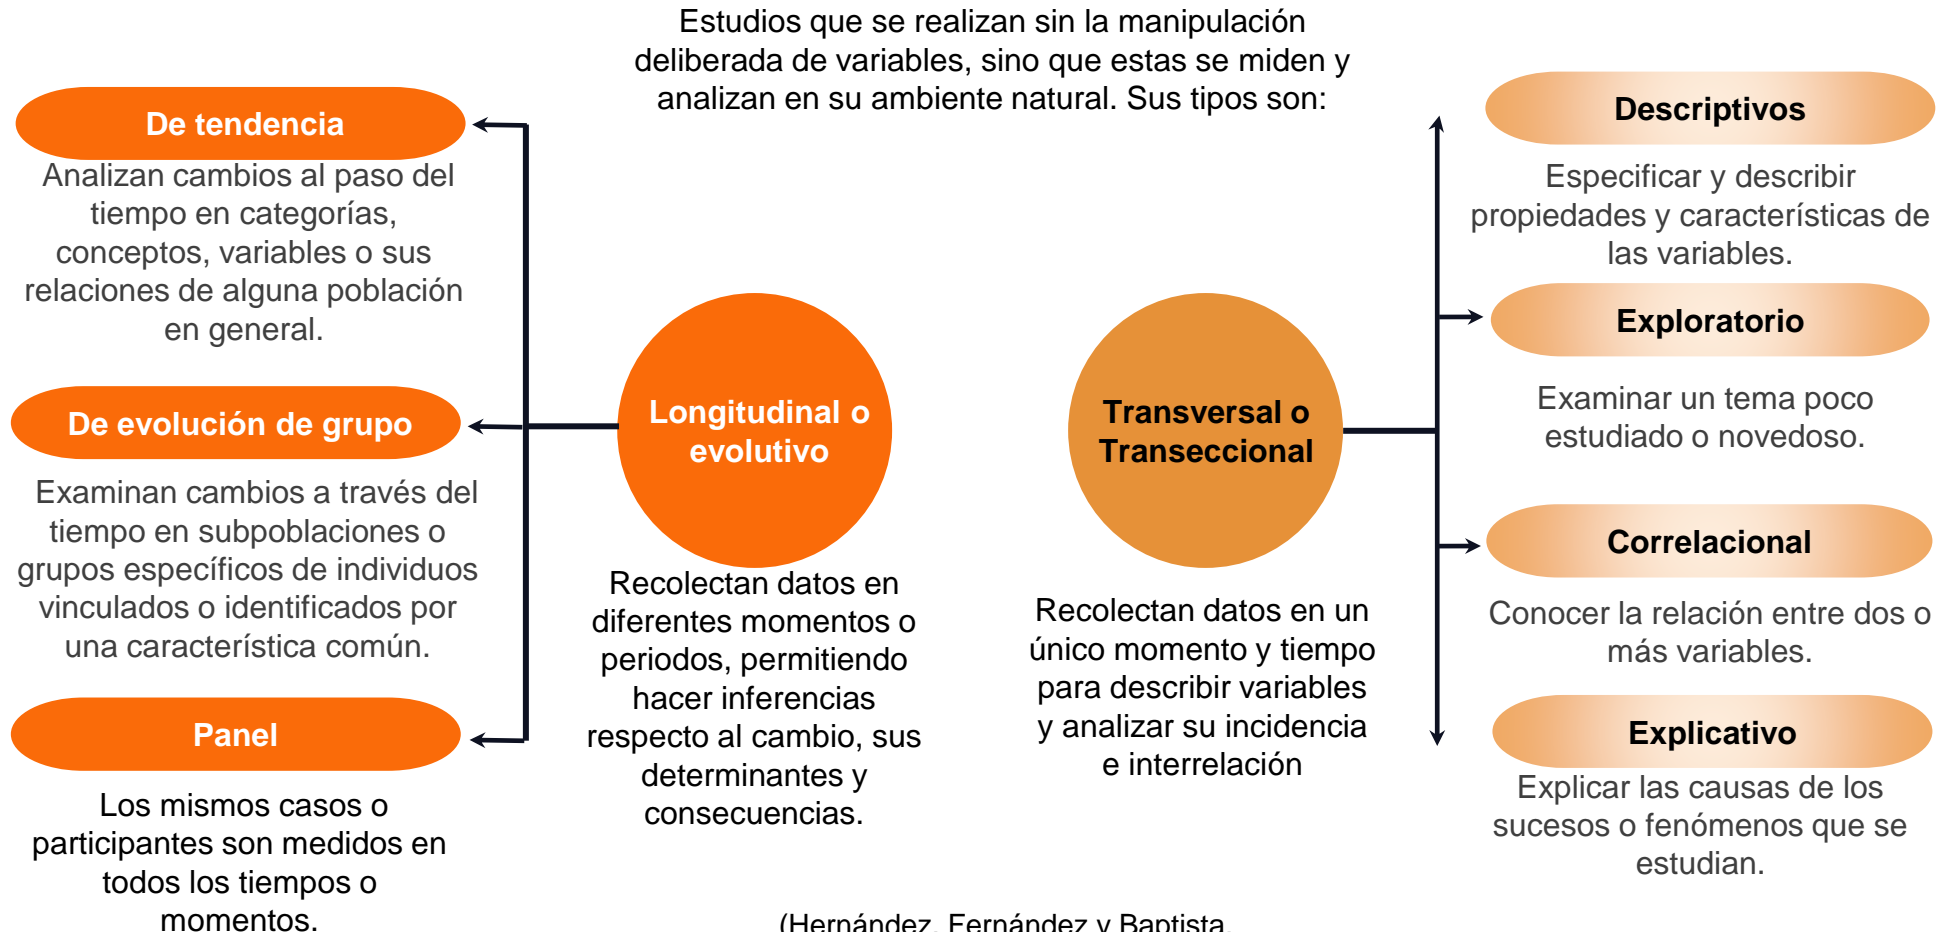 Estudios que se realizan sin la manipulación
deliberada de variables, sino que estas se miden y
analizan en su ambiente natural. Sus tipos son:
De tendencia
Analizan cambios al paso del
tiempo en categorías,
conceptos, variables o sus
relaciones de alguna población
en general.
De evolución de grupo
Examinan cambios a través del
tiempo en subpoblaciones o
grupos específicos de individuos
vinculados o identificados por
una característica común.
Panel
Los mismos casos o
participantes son medidos en
todos los tiempos o
momentos.
Longitudinal o
evolutivo
Recolectan datos en
diferentes momentos o
periodos, permitiendo
hacer inferencias
respecto al cambio, sus
determinantes y
consecuencias.
Transversal o
Transeccional
Recolectan datos en un
único momento y tiempo
para describir variables
y analizar su incidencia
e interrelación
Descriptivos
Especificar y describir
propiedades y características de
las variables.
Exploratorio
Examinar un tema poco
estudiado o novedoso.
Correlacional
Conocer la relación entre dos o
más variables.
Explicativo
Explicar las causas de los
sucesos o fenómenos que se
estudian.
(Hernández, Fernández y Baptista,